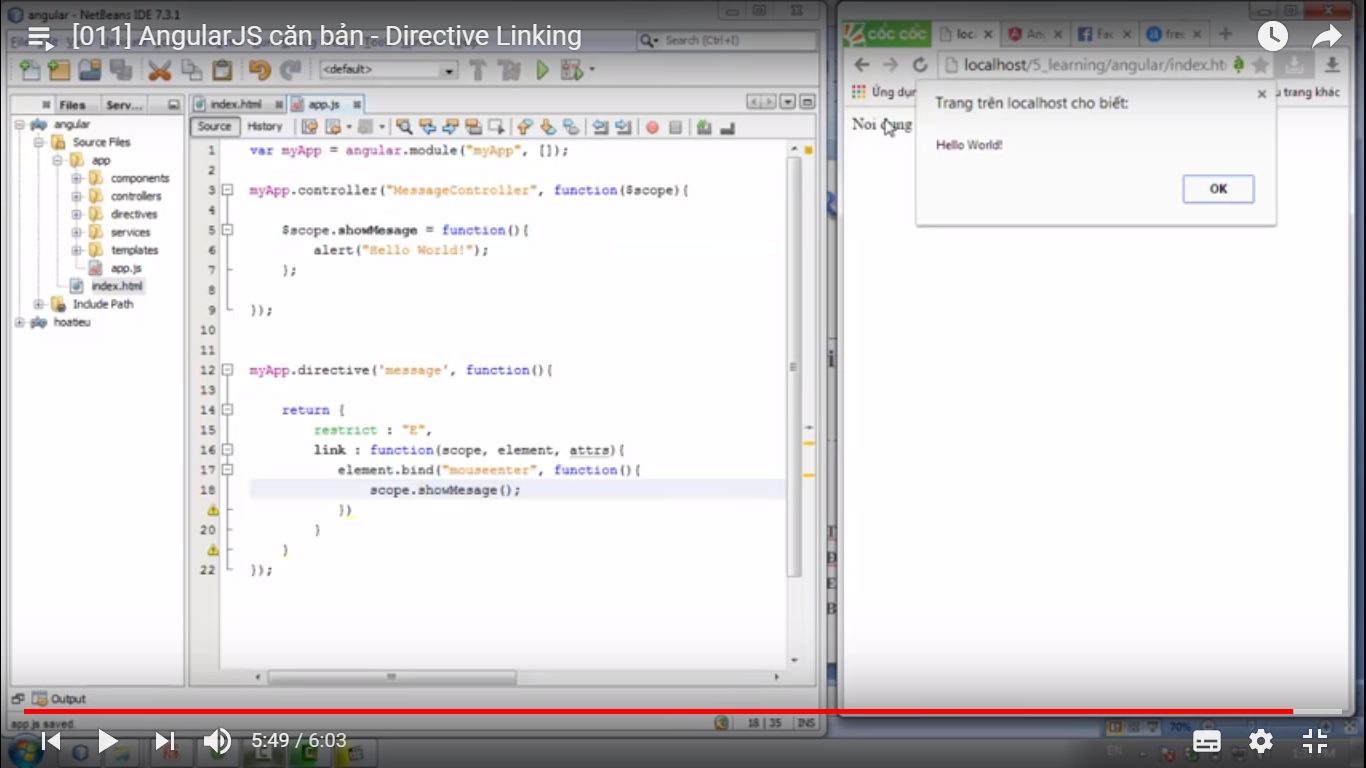 angular - NetBeans IDE 7.3.1
[011] AngularJS căn bản - Directive Linking
Search (Ctrl+I)
<default>
Files
Serv...
index.html
app.js
Source
History
angular
Source Files
app
components
controllers
directives
services
templates
app.js
index.html
Include Path
hoatieu
1 var myApp = angular.module("myApp", []);
2
3 myApp.controller("MessageController", function($scope){
4
5 $scope.showMesage = function(){
6 alert("Hello World!");
7 };
8
9 });
10
11
12 myApp.directive('message', function(){
13
14 return {
15 restrict : "E",
16 link : function(scope, element, attrs){
17 element.bind("mouseenter", function(){
18 scope.showMesage();
})
20 }
}
22 });
Output
app.js saved.
18 | 35 INS
5:49 / 6:03
CỐC CỐC
loc
An
Fac
free
localhost/5_learning/angular/index.ht
Ứng dụn
trang khác
Noi dung
Trang trên localhost cho biết:
Hello World!
OK
T
Đ
E
B
70%
EN